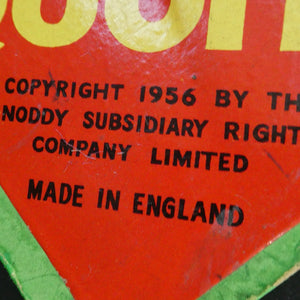 COPYRIGHT 1956 BY TH
NODDY SUBSIDIARY RIGHT
COMPANY LIMITED
MADE IN ENGLAND